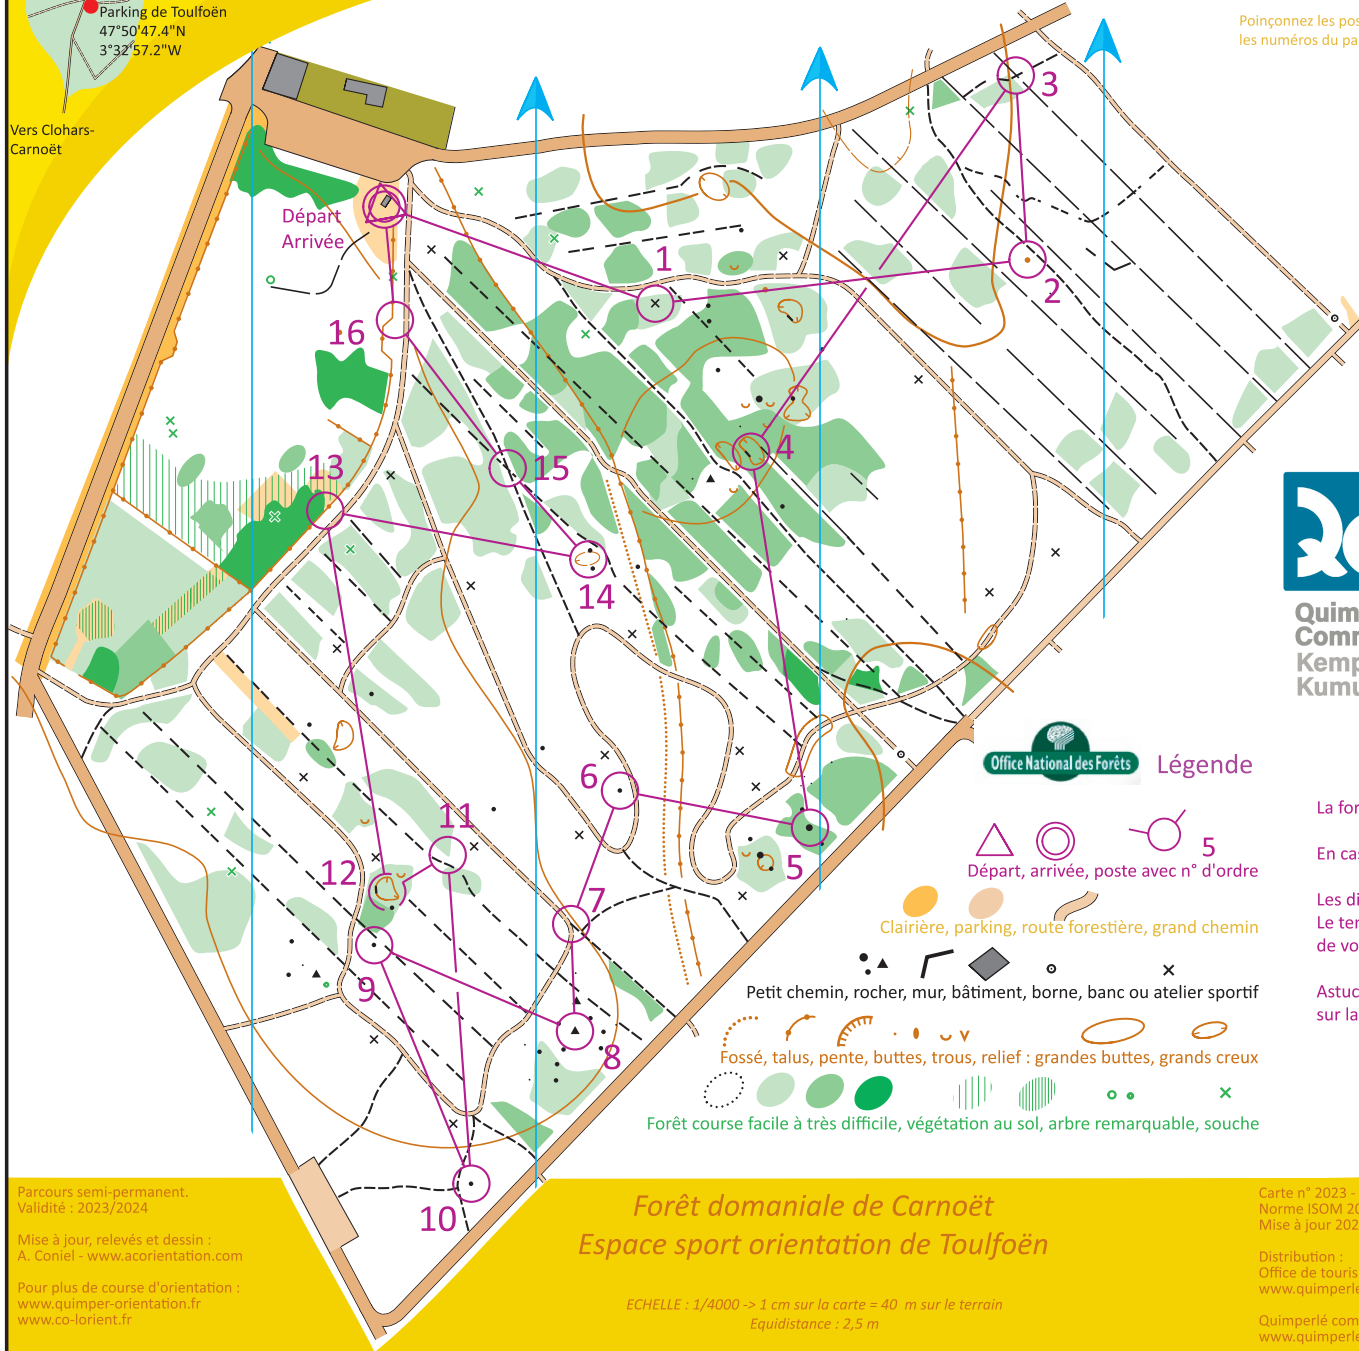 Parking de Toulfoën
47°50'47.4"N
3°32'57.2"W
Vers Clohars-
Carnoët
Poinçonnez les pos
les numéros du pa
Départ
Arrivée
1
2
3
4
5
6
7
8
9
10
11
12
13
14
15
16
Quim
Comm
Kemp
Kumu
Office National des Forêts
Légende
5
Départ, arrivée, poste avec n° d'ordre
Clairière, parking, route forestière, grand chemin
Petit chemin, rocher, mur, bâtiment, borne, banc ou atelier sportif
Fossé, talus, pente, buttes, trous, relief : grandes buttes, grands creux
Forêt course facile à très difficile, végétation au sol, arbre remarquable, souche
La for
En cas
Les di
Le ter
de vo
Astuc
sur la
Parcours semi-permanent.
Validité : 2023/2024
Mise à jour, relevés et dessin :
A. Coniel - www.acorientation.com
Pour plus de course d'orientation :
www.quimper-orientation.fr
www.co-lorient.fr
Forêt domaniale de Carnoët
Espace sport orientation de Toulfoën
ECHELLE : 1/4000 -> 1 cm sur la carte = 40 m sur le terrain
Equidistance : 2,5 m
Carte n° 2023 -
Norme ISOM 20
Mise à jour 202
Distribution :
Office de touris
www.quimperle
Quimperlé com
www.quimperle